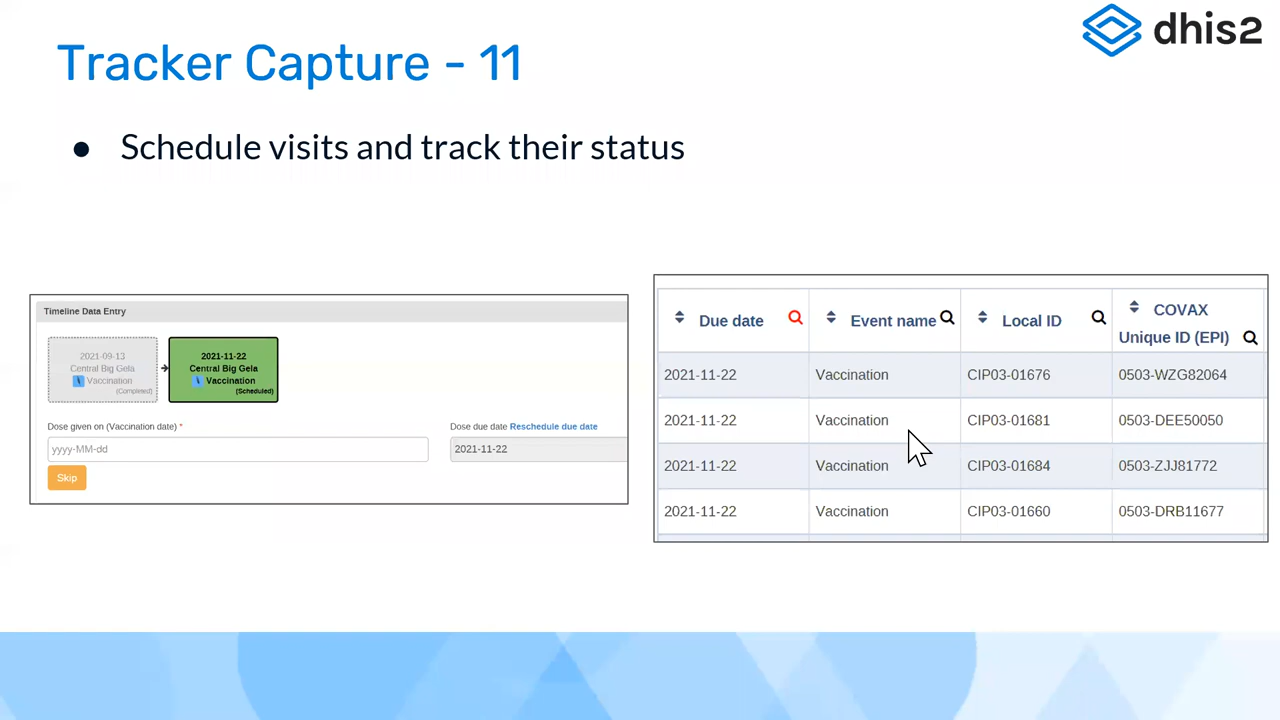 dhis2
Tracker Capture - 11
● Schedule visits and track their status
Timeline Data Entry
2021-09-13
Central Big Gela
Vaccination
(Completed)
2021-11-22
Central Big Gela
Vaccination
(Scheduled)
Dose given on (Vaccination date) *
yyyy-MM-dd
Skip
Dose due date Reschedule due date
2021-11-22
Due date Event name Local ID COVAX
Unique ID (EPI)
2021-11-22 Vaccination CIP03-01676 0503-WZG82064
2021-11-22 Vaccination CIP03-01681 0503-DEE50050
2021-11-22 Vaccination CIP03-01684 0503-ZJJ81772
2021-11-22 Vaccination CIP03-01660 0503-DRB11677